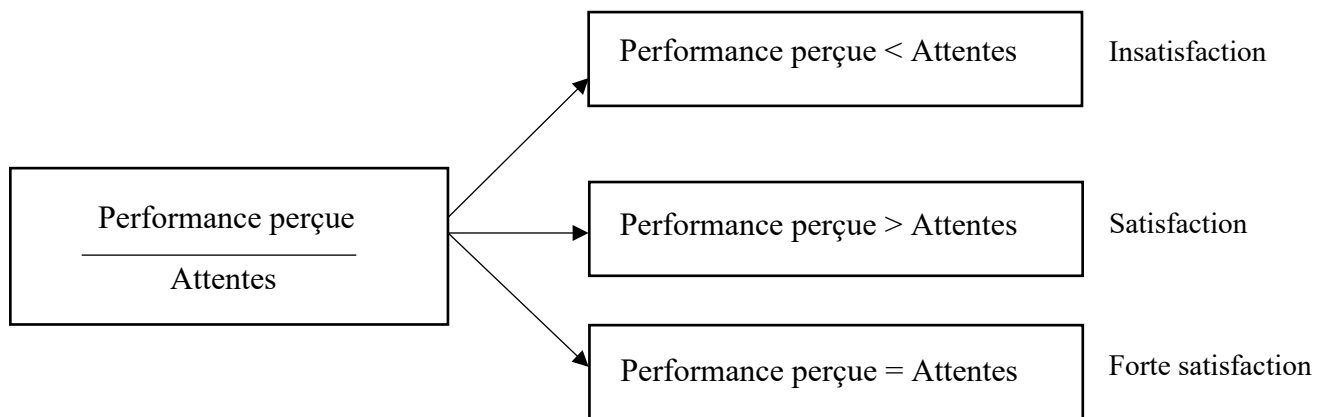 Performance perçue < Attentes
Insatisfaction
Performance perçue
Attentes
Performance perçue > Attentes
Satisfaction
Performance perçue = Attentes
Forte satisfaction